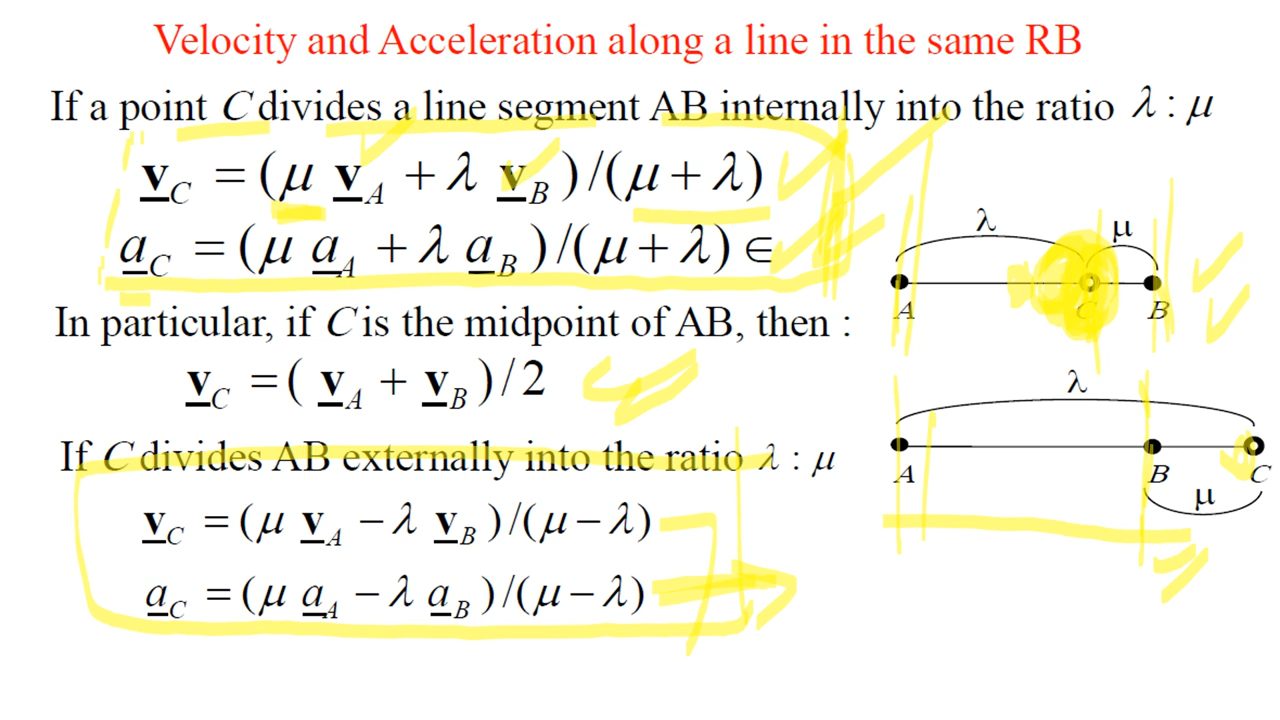 Velocity and Acceleration along a line in the same RB
If a point C divides a line segment AB internally into the ratio λ : μ
v_C = (μ v_A + λ v_B)/(μ + λ)
a_C = (μ a_A + λ a_B)/(μ + λ) ∈
λ μ
A C B
In particular, if C is the midpoint of AB, then :
v_C = ( v_A + v_B )/2
λ
A B C
μ
If C divides AB externally into the ratio λ : μ
v_C = (μ v_A − λ v_B)/(μ − λ)
a_C = (μ a_A − λ a_B)/(μ − λ)